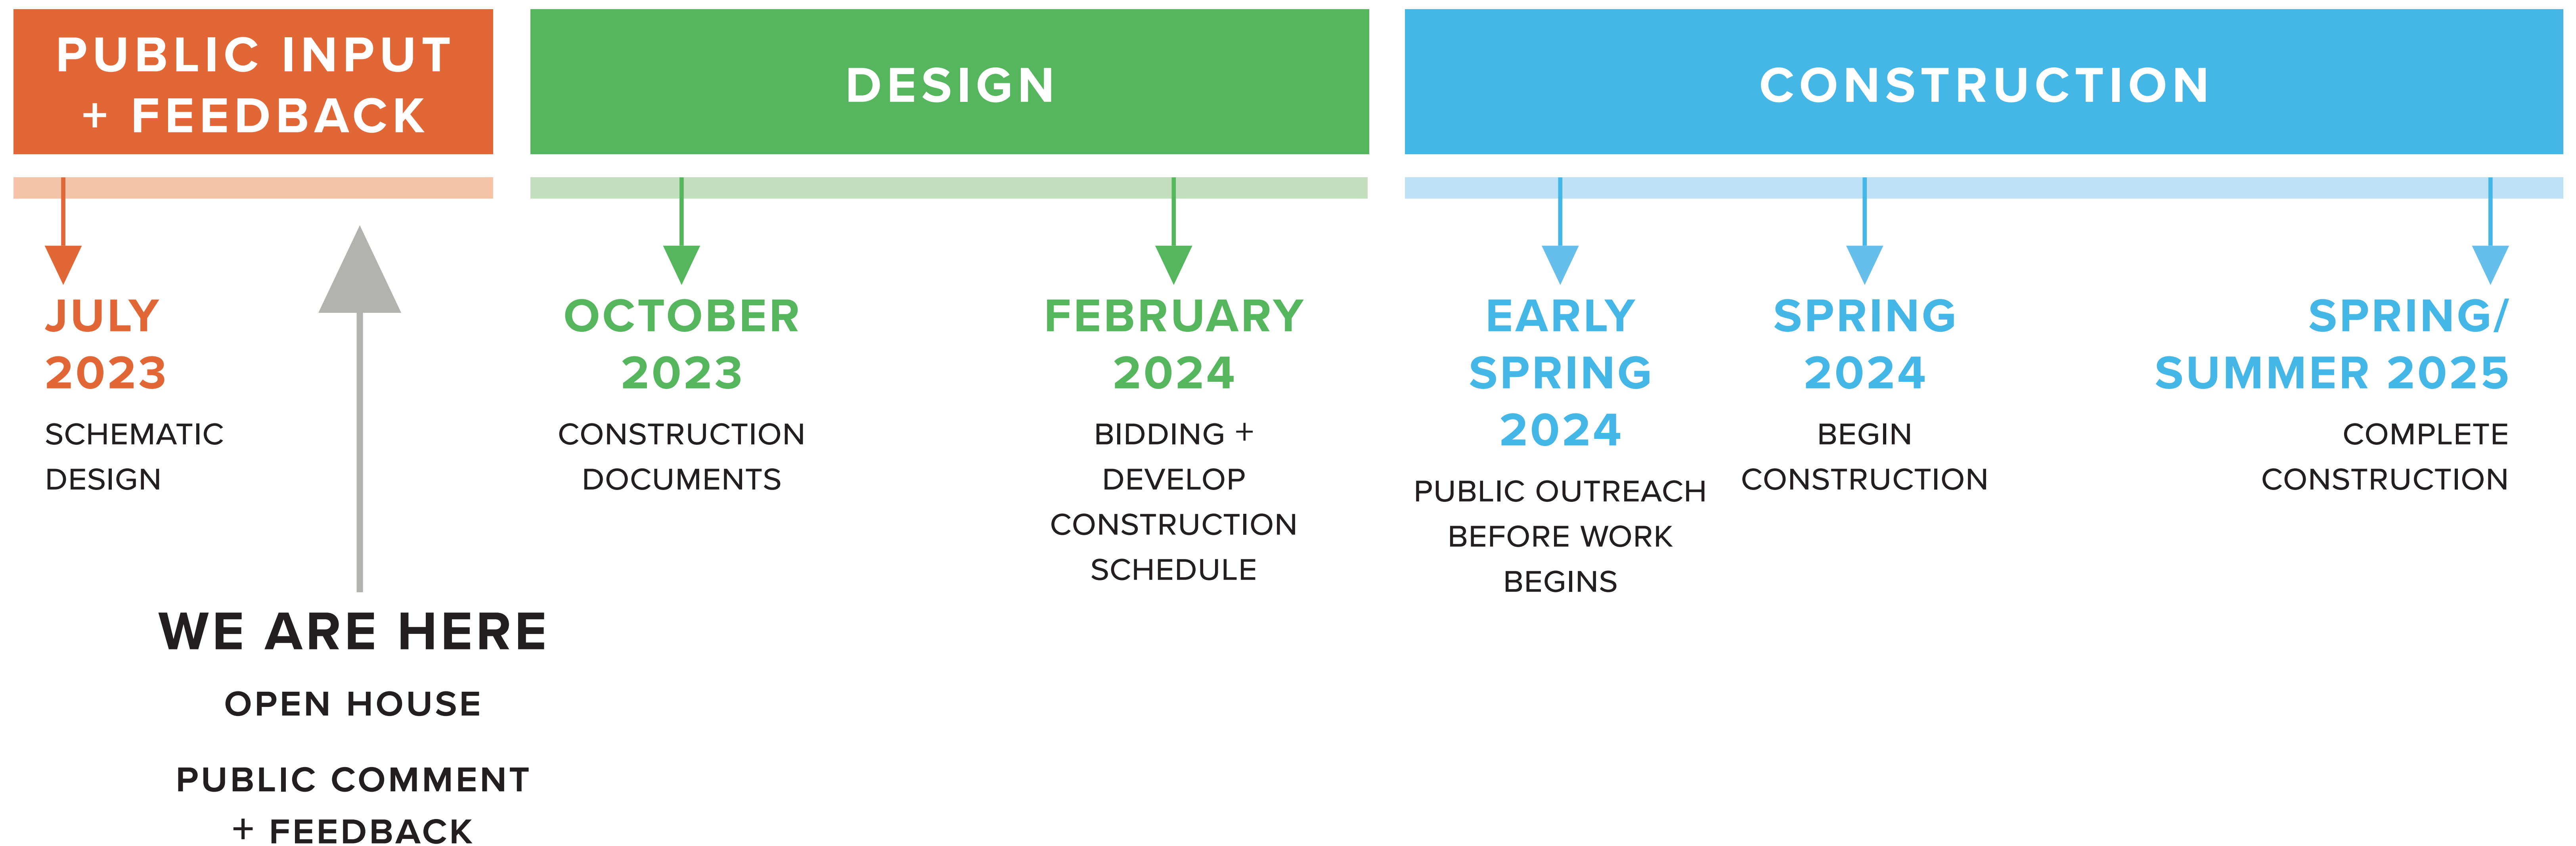 PUBLIC INPUT
+ FEEDBACK
DESIGN
CONSTRUCTION
JULY
2023
SCHEMATIC
DESIGN
WE ARE HERE
OPEN HOUSE
PUBLIC COMMENT
+ FEEDBACK
OCTOBER
2023
CONSTRUCTION
DOCUMENTS
FEBRUARY
2024
BIDDING +
DEVELOP
CONSTRUCTION
SCHEDULE
EARLY
SPRING
2024
PUBLIC OUTREACH
BEFORE WORK
BEGINS
SPRING
2024
BEGIN
CONSTRUCTION
SPRING/
SUMMER 2025
COMPLETE
CONSTRUCTION